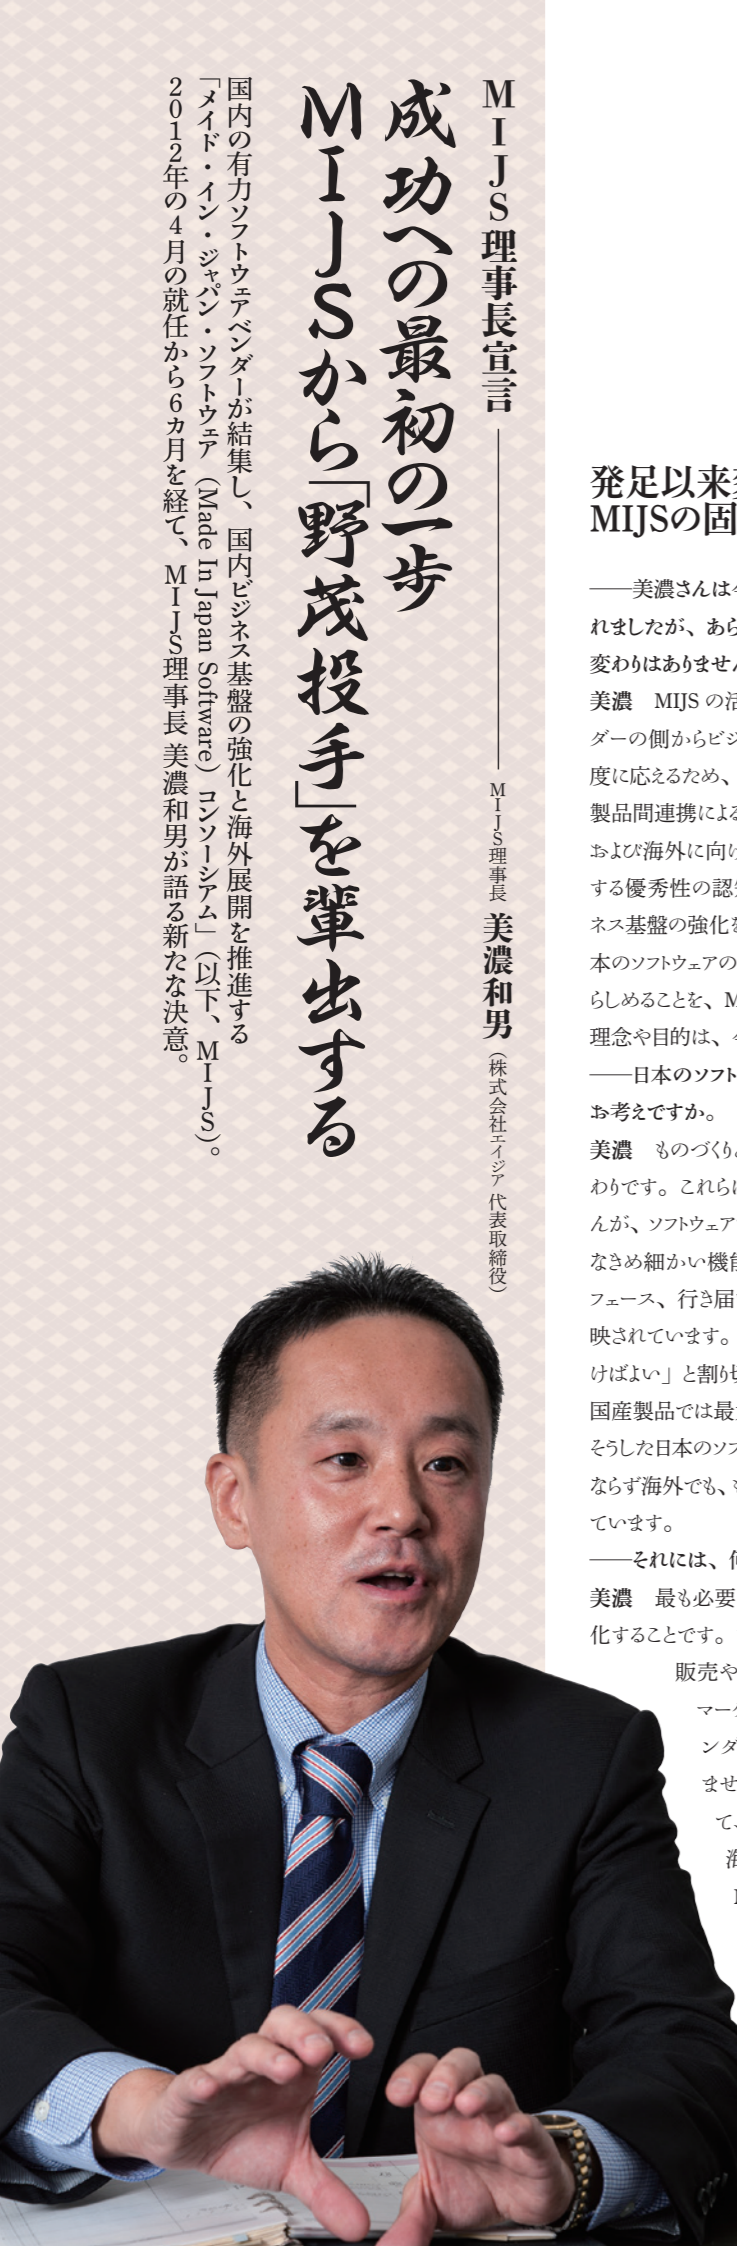 MIJS理事長宣言――MIJS理事長 美濃和男(株式会社エイジア 代表取締役)
成功への最初の一歩
MIJSから「野茂投手」を輩出する
国内の有力ソフトウェアベンダーが結集し、国内ビジネス基盤の強化と海外展開を推進する
「メイド・イン・ジャパン・ソフトウェア(Made In Japan Software)コンソーシアム」(以下、MIJS)。
2012年の4月の就任から6カ月を経て、MIJS理事長 美濃和男が語る新たな決意。
発足以来
MIJSの固
――美濃さんは
れましたが、あら
変わりはありませ
美濃 MIJSの活
ダーの側からビジ
度に応えるため、
製品間連携による
および海外に向け
する優秀性の認
ネス基盤の強化を
本のソフトウェアの
らしめることを、M
理念や目的は、
――日本のソフト
お考えですか。
美濃 ものづくり
わりです。これら
んが、ソフトウェア
なきめ細かい機能
フェース、行き届
映されています。
けばよい」と割り切
国産製品では最
そうした日本のソフ
ならず海外でも、
ています。
――それには、何
美濃 最も必要
化することです。
販売や
マーケ
ンダ
ませ
て、
海